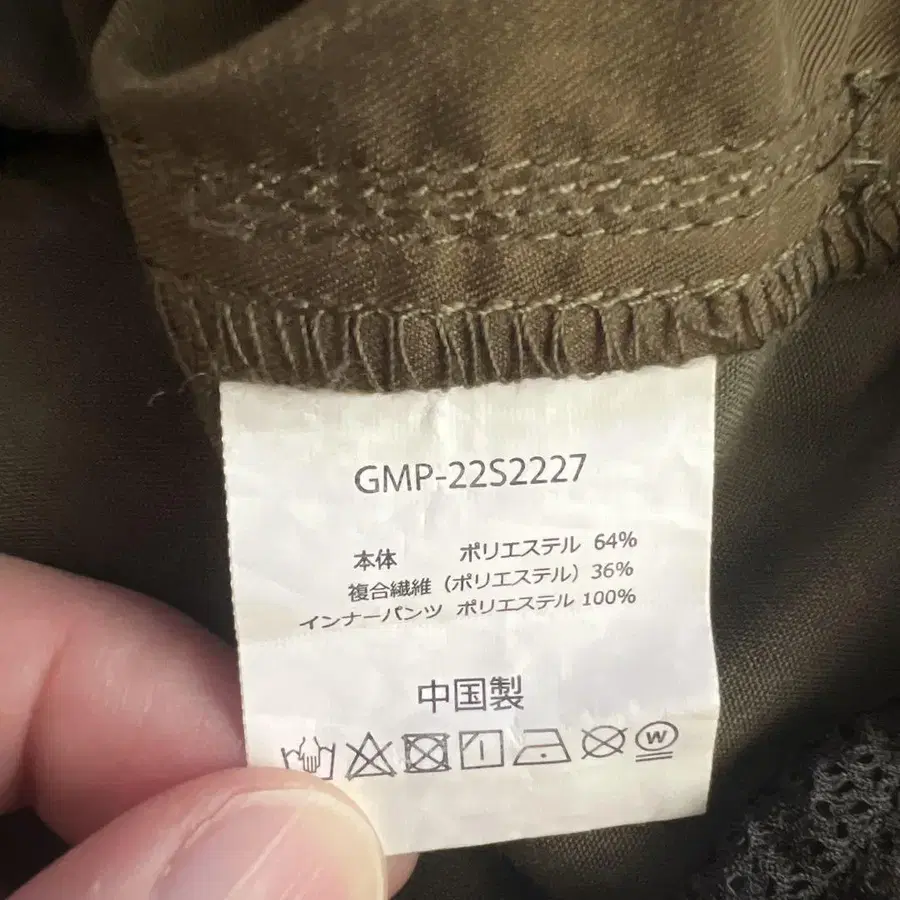 GMP-22S2227
本体 ポリエステル 64%
複合繊維（ポリエステル）36%
インナーパンツ ポリエステル 100%
中国製
W